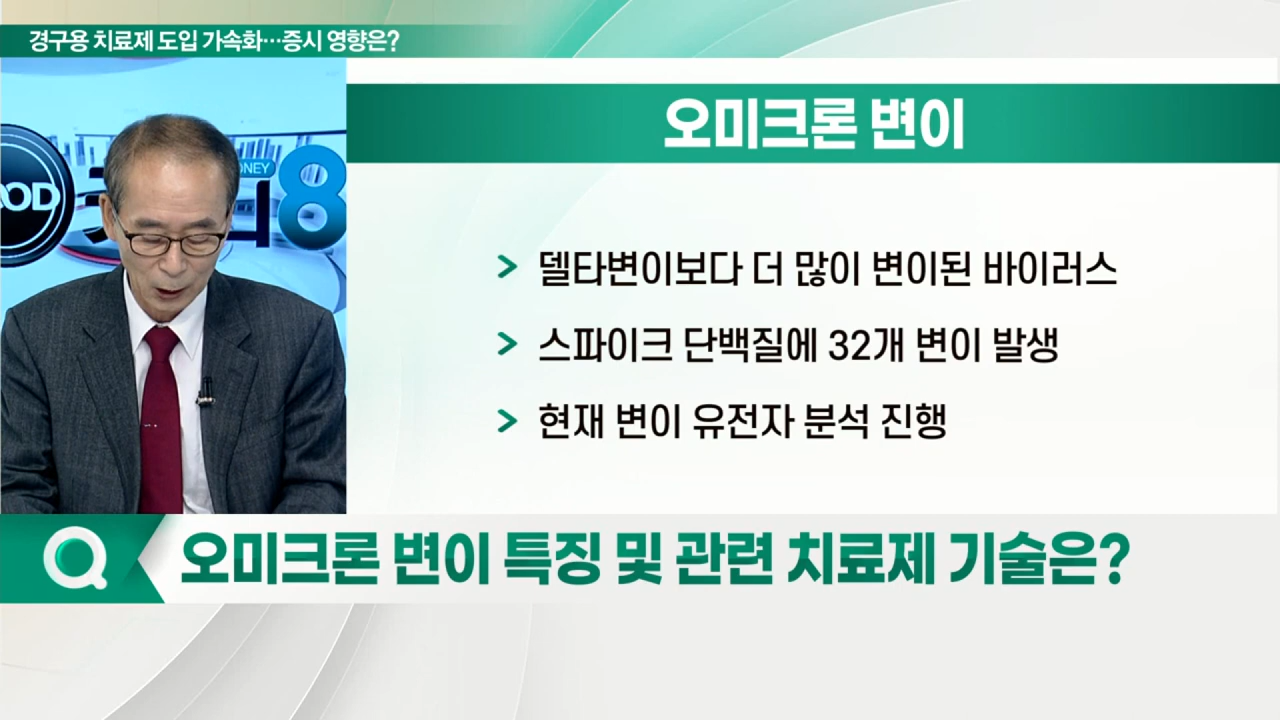 경구용 치료제 도입 가속화…증시 영향은?
오미크론 변이
ONEY
OOD
8
> 델타변이보다 더 많이 변이된 바이러스
> 스파이크 단백질에 32개 변이 발생
> 현재 변이 유전자 분석 진행
오미크론 변이 특징 및 관련 치료제 기술은?